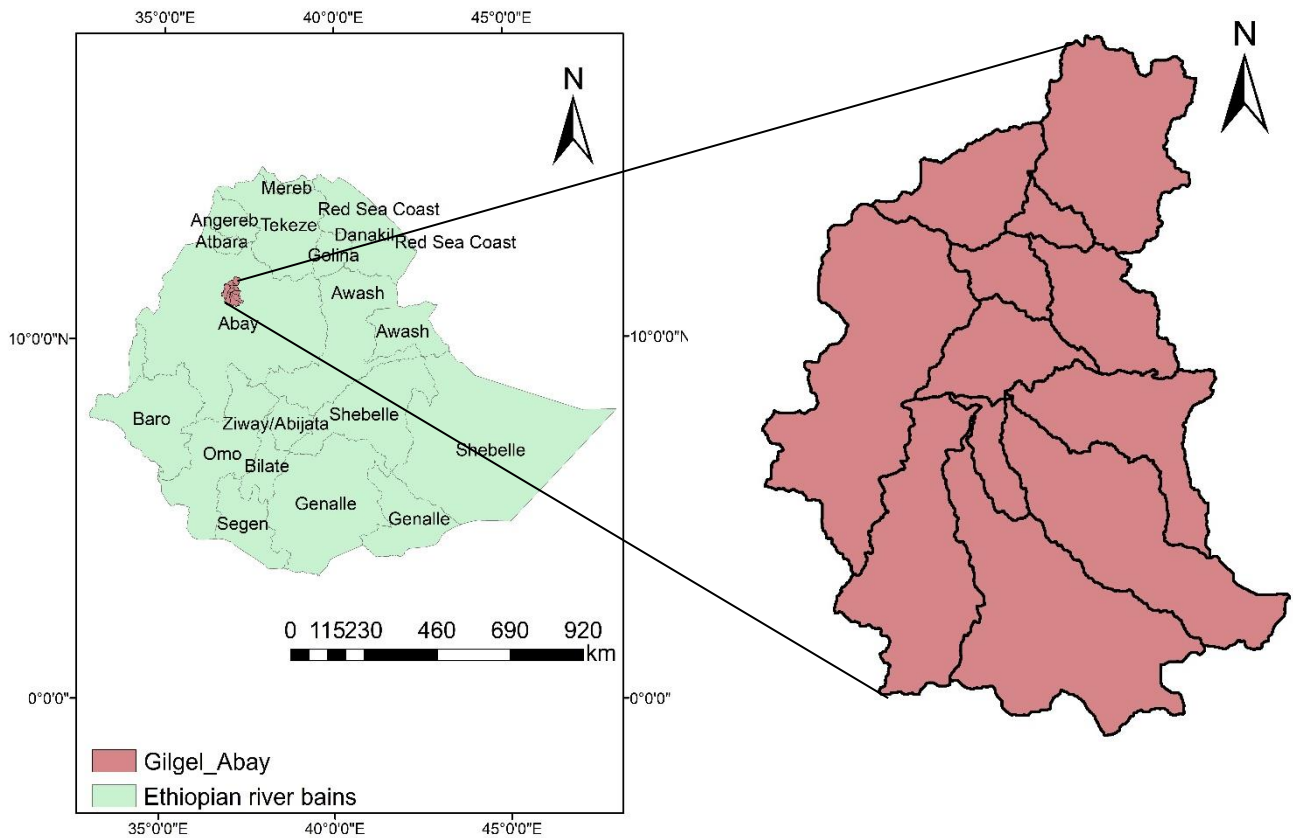 35°0'0"E
40°0'0"E
45°0'0"E
N
N
Mereb
Red Sea Coast
Angereb
Tekeze
Atbara
Danakil
Red Sea Coast
Golina
Awash
Abay
Awash
10°0'0"N
10°0'0"N
Baro
Ziway/Abijata
Shebelle
Omo
Bilate
Shebelle
Genalle
Segen
Genalle
0 115230 460 690 920
km
0°0'0"
0°0'0"
Gilgel_Abay
Ethiopian river bains
35°0'0"E
40°0'0"E
45°0'0"E